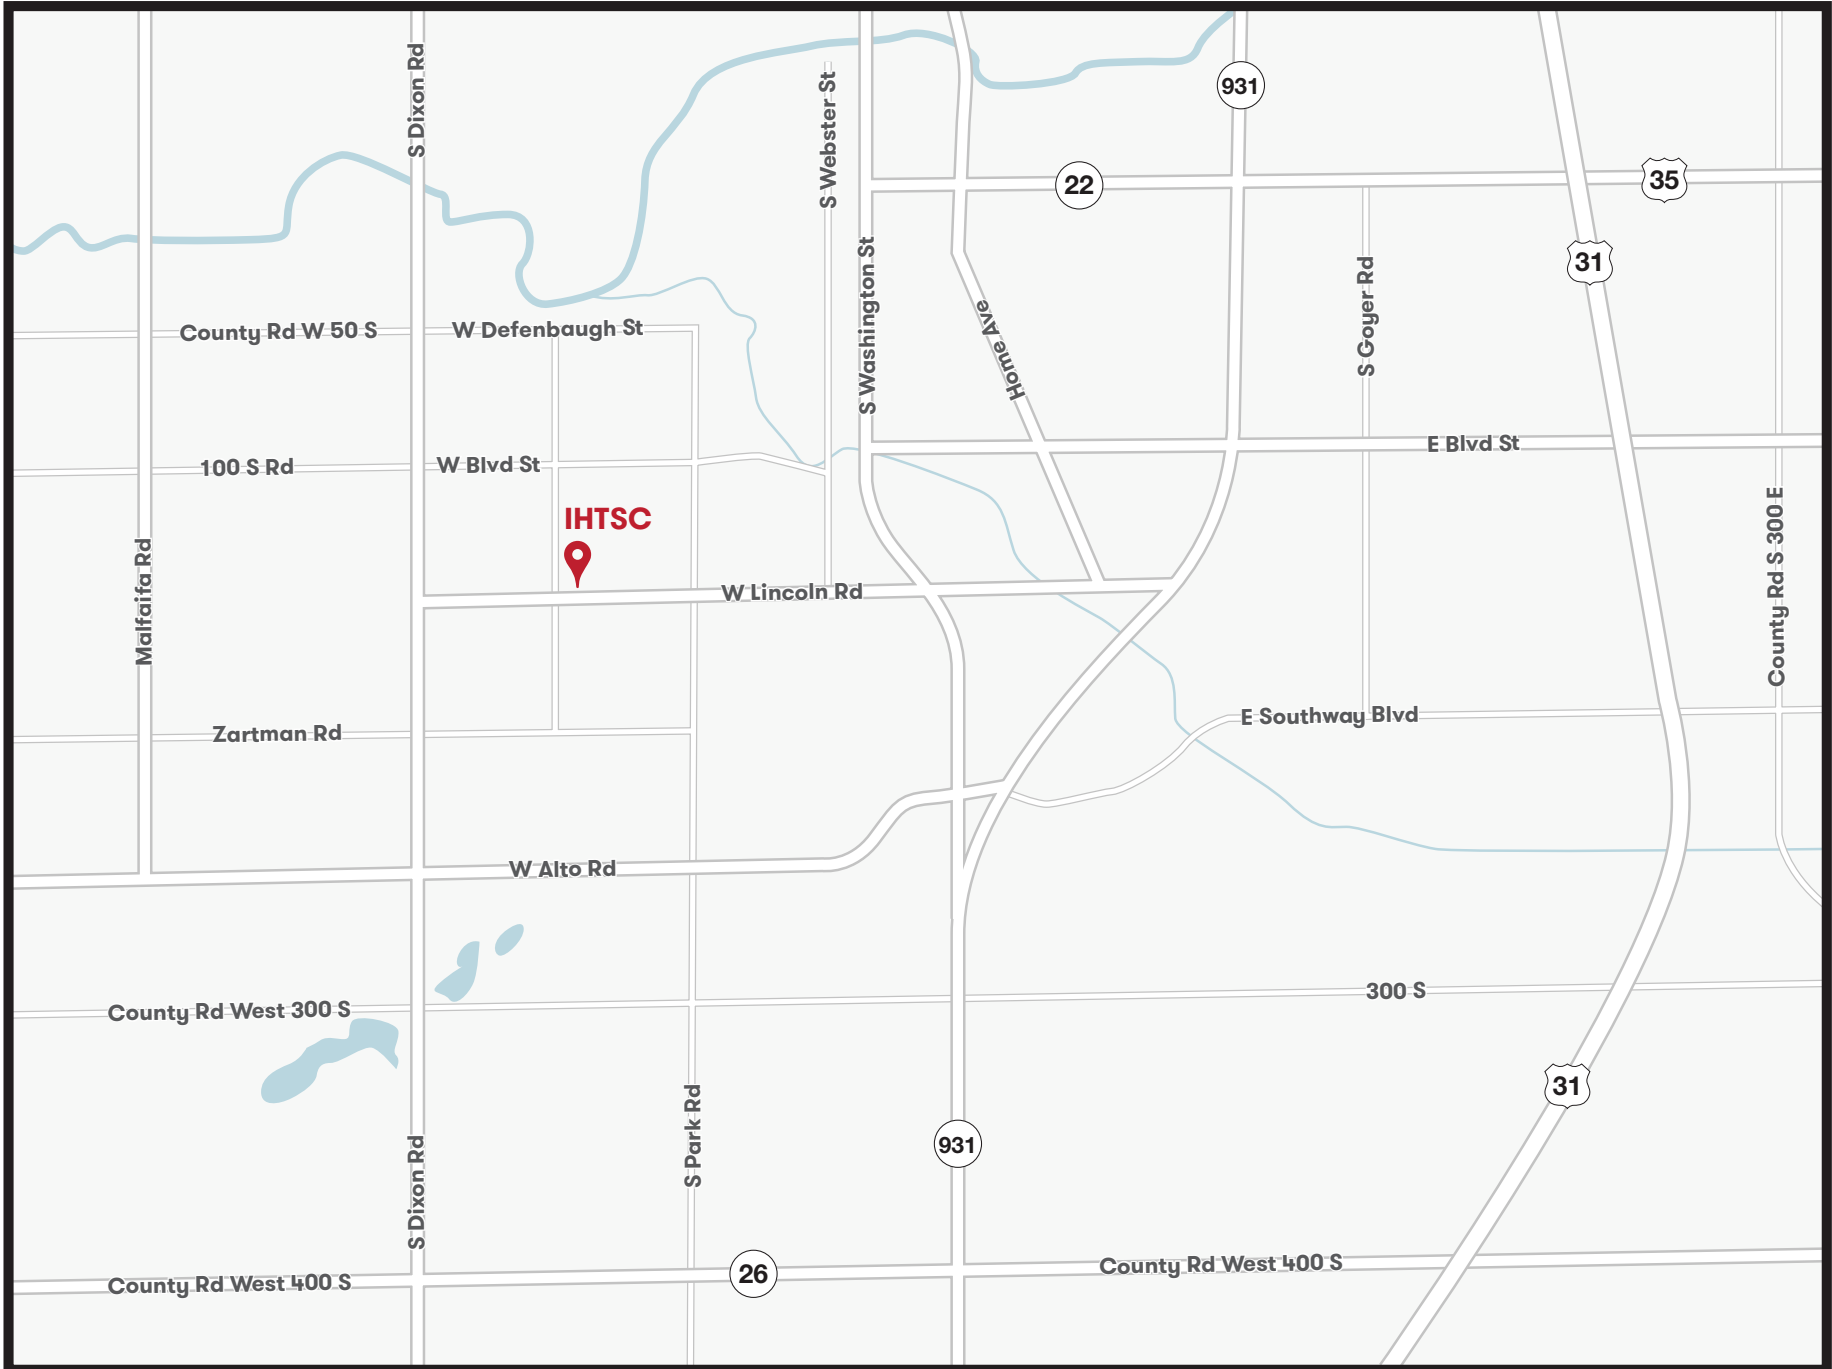 S Dixon Rd
S Webster St
931
22
35
31
S Washington St
Home Ave
S Goyer Rd
County Rd W 50 S
W Defenbaugh St
100 S Rd
W Blvd St
E Blvd St
IHTSC
Malfaifa Rd
W Lincoln Rd
County Rd S 300 E
Zartman Rd
E Southway Blvd
W Alto Rd
County Rd West 300 S
300 S
31
S Dixon Rd
S Park Rd
931
County Rd West 400 S
26
County Rd West 400 S